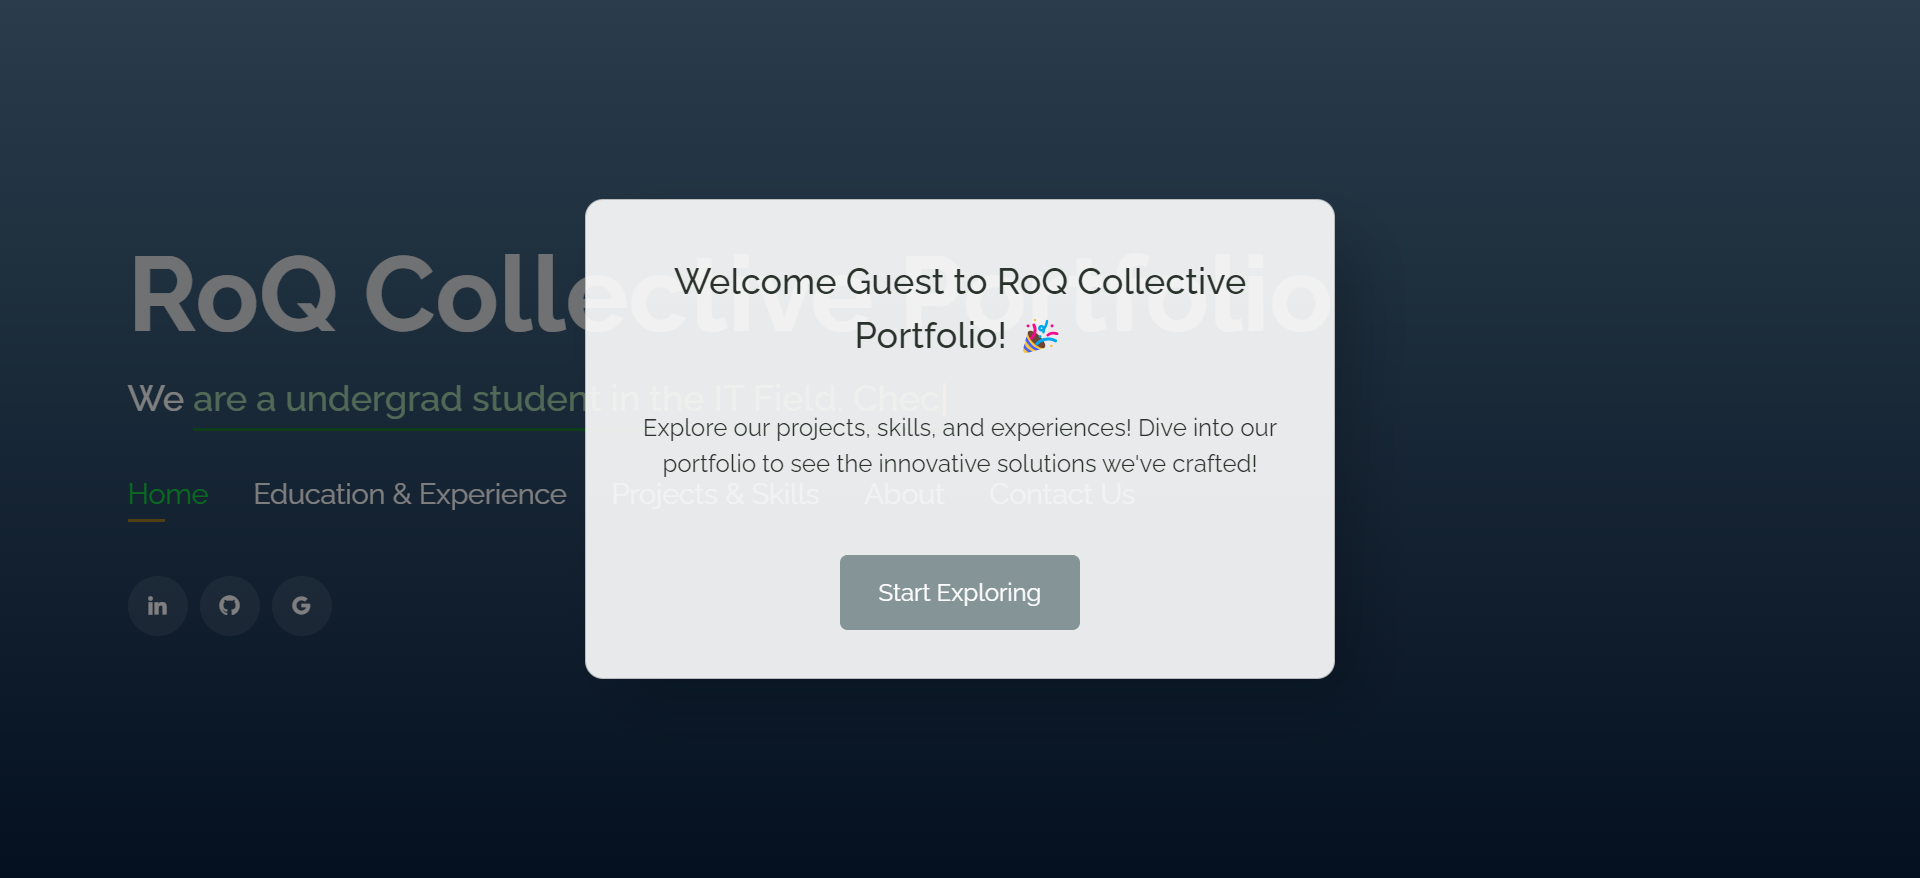 RoQ Collective Portfolio
We are a undergrad student in the IT Field. Chec|
Home Education & Experience Projects & Skills About Contact Us
Welcome Guest to RoQ Collective
Portfolio! 🎉
Explore our projects, skills, and experiences! Dive into our
portfolio to see the innovative solutions we've crafted!
Start Exploring